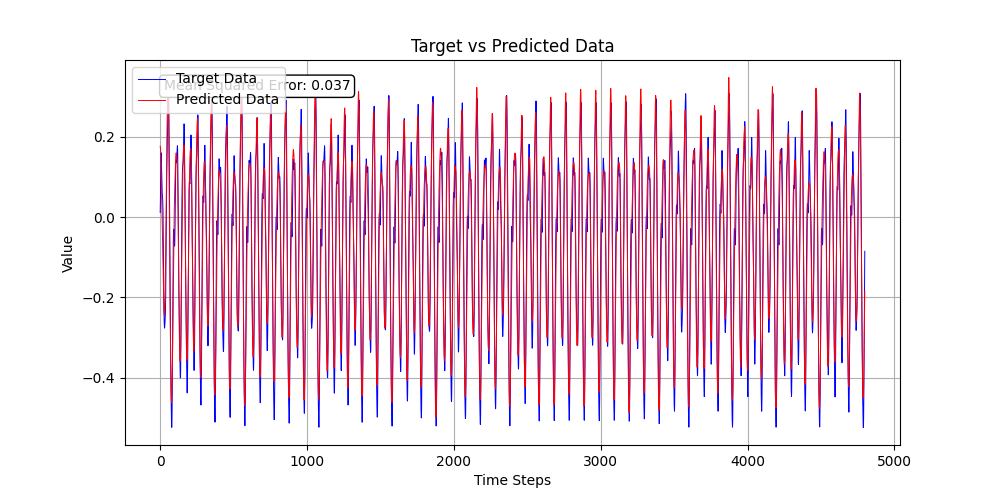 Target vs Predicted Data
Mean Squared Error: 0.037
Target Data
Predicted Data
0.2
0.0
−0.2
−0.4
Value
0
1000
2000
3000
4000
5000
Time Steps